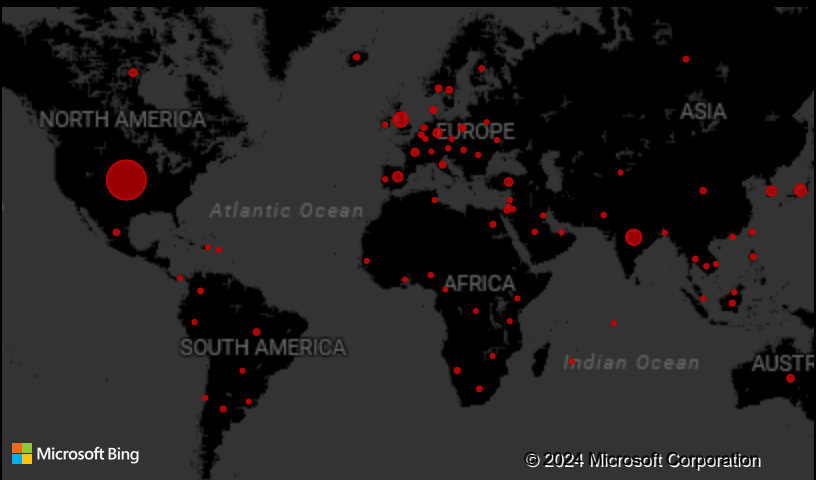 NORTH AMERICA
ASIA
EUROPE
Atlantic Ocean
AFRICA
SOUTH AMERICA
Indian Ocean
AUSTR
Microsoft Bing
© 2024 Microsoft Corporation